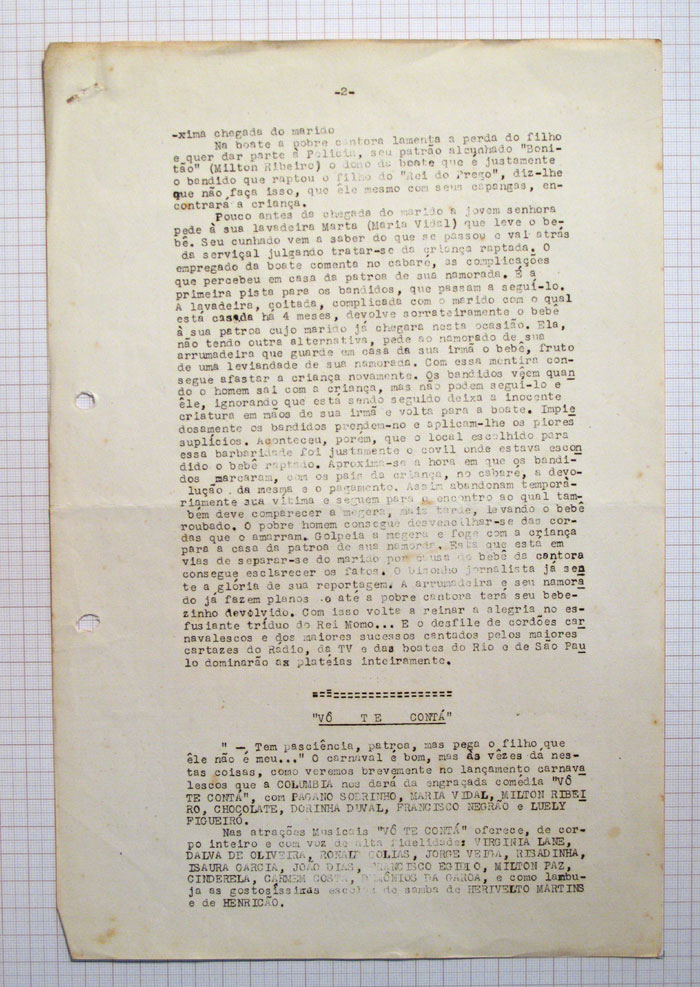 -2-
-xima chegada do marido
Na boate a pobre cantora lamenta a perda do filho
e quer dar parte à Polícia, seu patrão alcunhado "Boni-
tão" (Milton Ribeiro) o dono da boate que é justamente
o bandido que raptou o filho do "Rei do Prego", diz-lhe
que não faça isso, que êle mesmo com seus capangas, en-
contrará a criança.
Pouco antes da chegada do marido a jovem senhora
pede à sua lavadeira Marta (Maria Vidal) que leve o be-
bê. Seu cunhado vem a saber do que se passou e vai atrás
da serviçal julgando tratar-se da criança raptada. O
empregado da boate comenta no cabaré, as complicações
que percebeu em casa da patroa de sua namorada. É a
primeira pista para os bandidos, que passam a seguí-lo.
A lavadeira, coitada, complicada com o marido com o qual
está casada há 4 meses, devolve sorrateiramente o bebê
à sua patroa cujo marido já chegara nesta ocasião. Ela,
não tendo outra alternativa, pede ao namorado de sua
arrumadeira que guarde em casa da sua irmã o bebê, fruto
de uma leviandade de sua namorada. Com essa mentira con-
segue afastar a criança novamente. Os bandidos vêem quan
do o homem sai com a criança, mas não podem seguí-lo e
êle, ignorando que está sendo seguido deixa a inocente
criatura em mãos de sua irmã e volta para a boate. Impie
dosamente os bandidos prendem-no e aplicam-lhe os piores
suplícios. Aconteceu, porém, que o local escolhido para
essa barbaridade foi justamente o covil onde estava escon
dido o bebê raptado. Aproxima-se a hora em que os bandi-
dos marcaram, com os pais da criança, no cabaré, a devo-
lução da mesma e o pagamento. Assim abandonam temporá-
riamente sua vítima e seguem para o encontro ao qual tam-
bém deve comparecer a megera, mais tarde, levando o bebê
roubado. O pobre homem consegue desvencilhar-se das cor-
das que o amarram. Golpeia a megera e foge com a criança
para a casa da patroa de sua namorada. Esta que está em
vias de separar-se do marido por causa do bebê da cantora
consegue esclarecer os fatos. O bisonho jornalista já sen
te a glória de sua reportagem. A arrumadeira e seu namora
do já fazem planos e até a pobre cantora terá seu bebe-
zinho devolvido. Com isso volta a reinar a alegria no es-
fusiante tríduo do Rei Momo... E o desfile de cordões car
navalescos e dos maiores sucessos cantados pelos maiores
cartazes do Rádio, da TV e das boates do Rio e de São Pau
lo dominarão as platéias inteiramente.
==============================
"VÔ T E CONTÁ"
" - Tem pasciência, patroa, mas pega o filho que
êle não é meu..." O carnaval é bom, mas às vêzes dá nes-
tas coisas, como veremos brevemente no lançamento carnava
lescos que a COLUMBIA nos dará da engraçada comédia "VÔ
TE CONTÁ", com PAGANO SOBRINHO, MARIA VIDAL, MILTON RIBEI
RO, CHOCOLATE, DORINHA DUVAL, FRANCISCO NEGRÃO e LUELY
FIGUEIRÓ.
Nas atrações Musicais "VÔ TE CONTÁ" oferece, de cor-
po inteiro e com voz de alta fidelidade: VIRGINIA LANE,
DALVA DE OLIVEIRA, RONALD GOLIAS, JORGE VEIGA, RISADINHA,
ISAURA GARCIA, JOÃO DIAS, FRANCISCO EGIDIO, MILTON PAZ,
CINDERELA, CARMEM COSTA, DEMÔNIOS DA GAROA, e como lambu-
ja as gostosíssimas escolas de samba de HERIVELTO MARTINS
e de HENRICÃO.